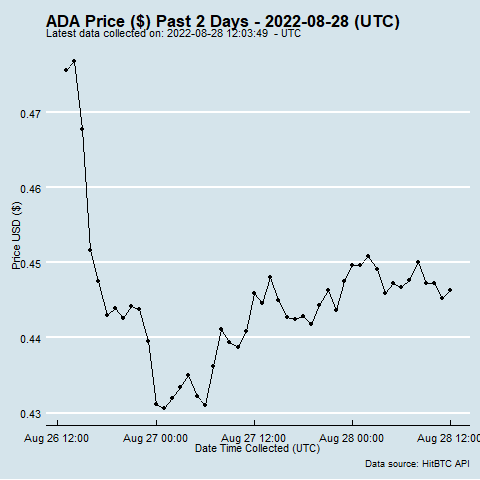 ADA Price ($) Past 2 Days - 2022-08-28 (UTC)
Latest data collected on: 2022-08-28 12:03:49 - UTC
0.47
0.46
0.45
0.44
0.43
Price USD ($)
Aug 26 12:00 Aug 27 00:00 Aug 27 12:00 Aug 28 00:00 Aug 28 12:00
Date Time Collected (UTC)
Data source: HitBTC API